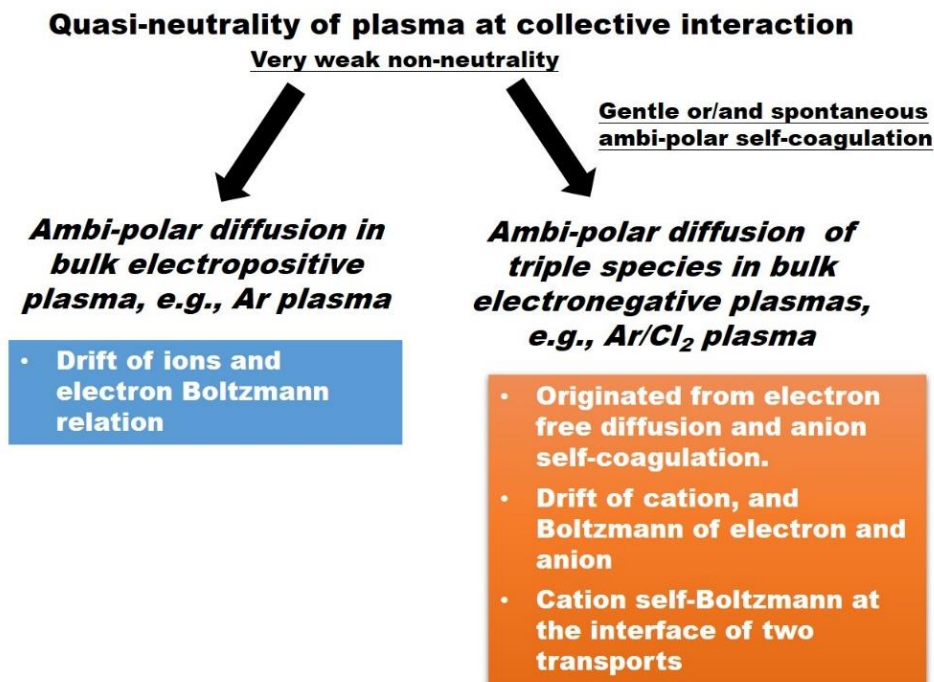 Quasi-neutrality of plasma at collective interaction
Very weak non-neutrality
Gentle or/and spontaneous
ambi-polar self-coagulation
Ambi-polar diffusion in
bulk electropositive
plasma, e.g., Ar plasma
• Drift of ions and
electron Boltzmann
relation
Ambi-polar diffusion of
triple species in bulk
electronegative plasmas,
e.g., Ar/Cl₂ plasma
• Originated from electron
free diffusion and anion
self-coagulation.
• Drift of cation, and
Boltzmann of electron and
anion
• Cation self-Boltzmann at
the interface of two
transports